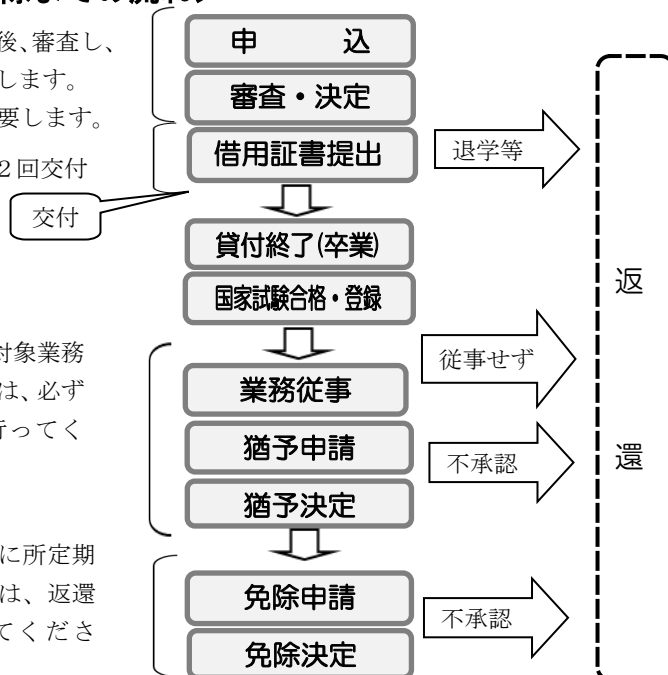 後、審査し、
します。
要します。
２回交付
交付
申　込
審査・決定
借用証書提出
退学等
貸付終了(卒業)
国家試験合格・登録
対象業務
は、必ず
行ってく
業務従事
従事せず
猶予申請
不承認
猶予決定
に所定期
は、返還
てくださ
免除申請
不承認
免除決定
返
還